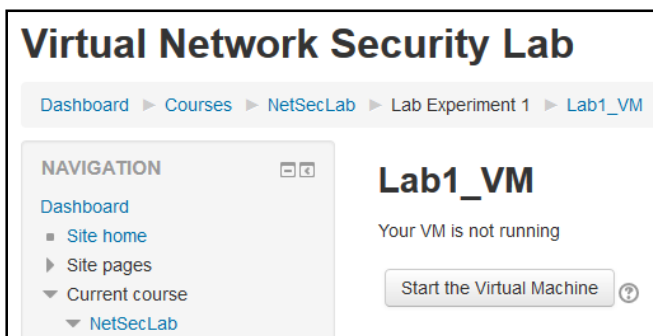 Virtual Network Security Lab
Dashboard ► Courses ► NetSecLab ► Lab Experiment 1 ► Lab1_VM
NAVIGATION
Dashboard
Site home
Site pages
Current course
NetSecLab
Lab1_VM
Your VM is not running
Start the Virtual Machine